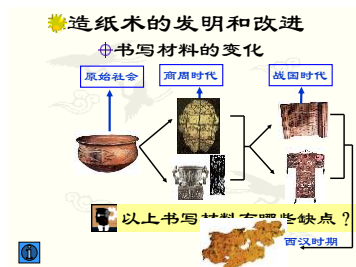 造纸术的发明和改进
书写材料的变化
原始社会
商周时代
战国时代
以上书写材料有哪些缺点？
西汉时期